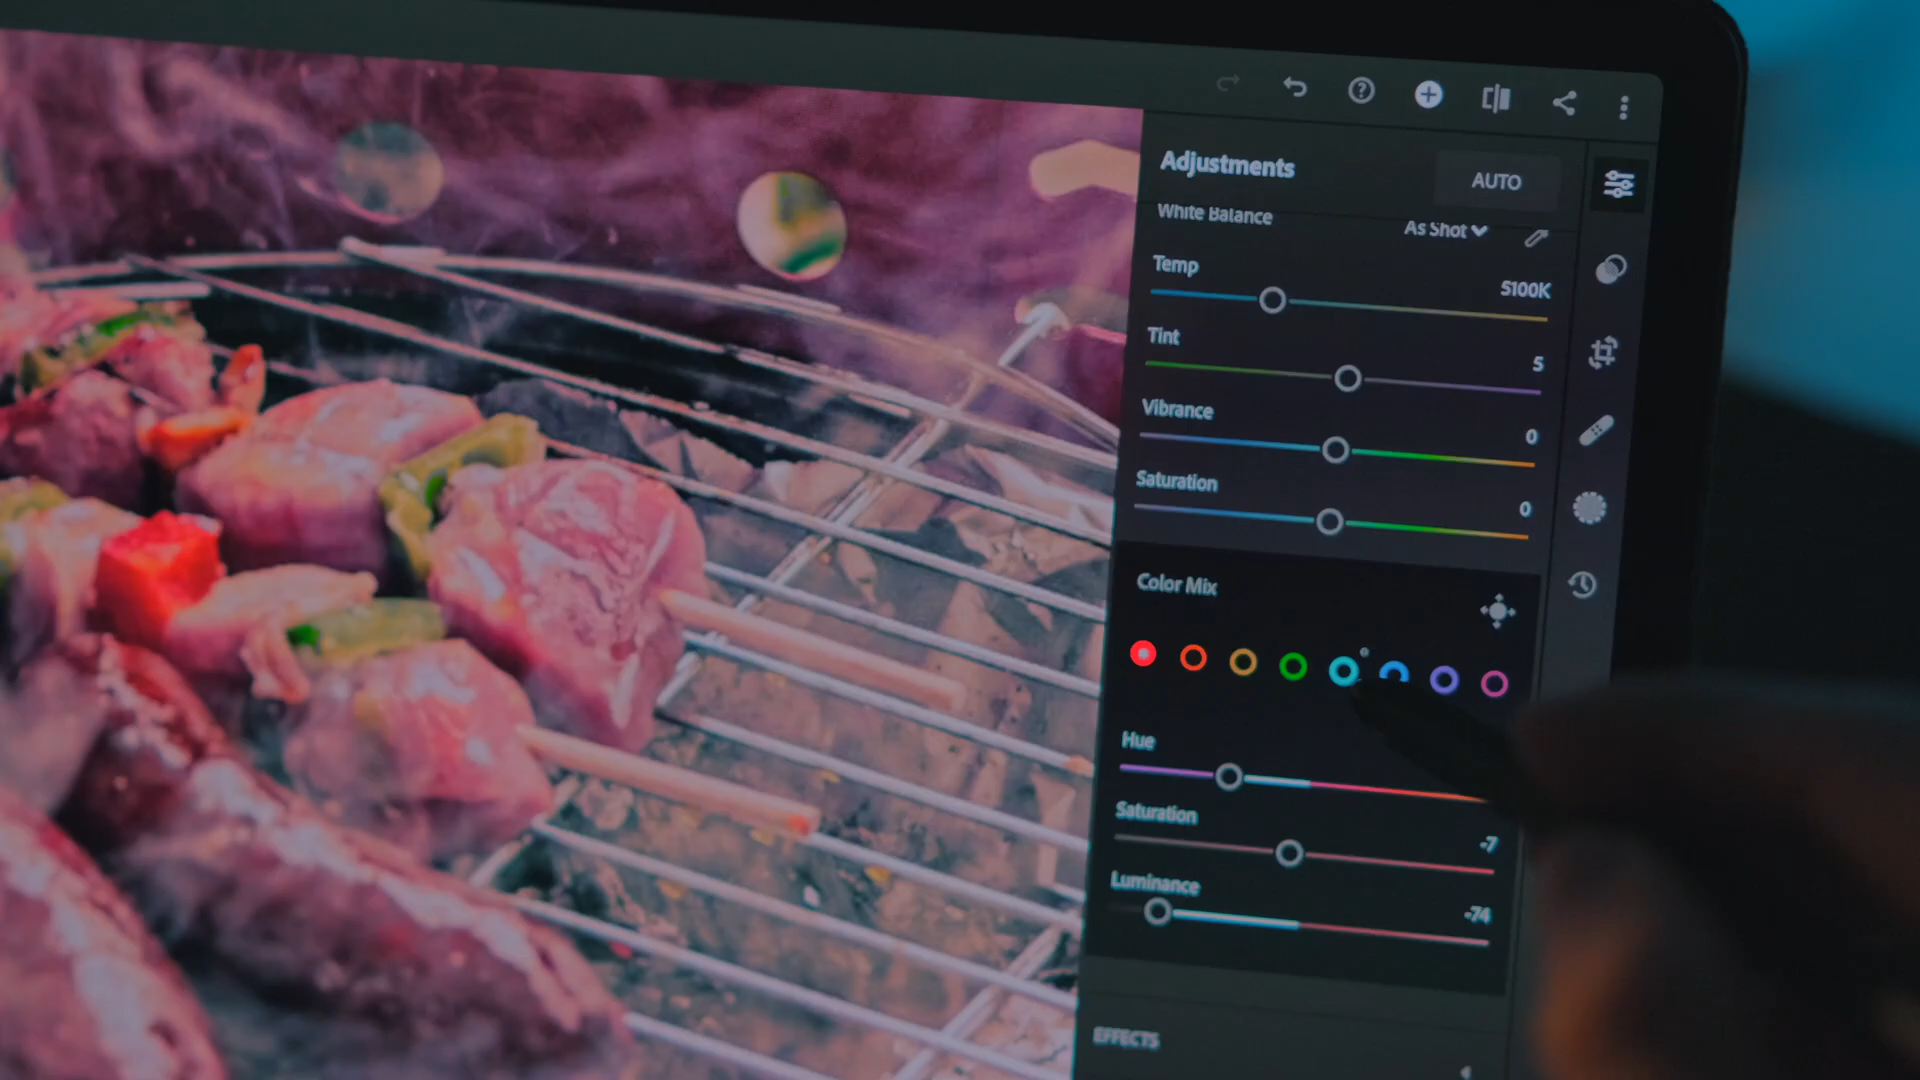 Adjustments
AUTO
White Balance
As Shot
Temp
5100K
Tint
5
Vibrance
0
Saturation
0
Color Mix
Hue
Saturation
-7
Luminance
-74
EFFECTS